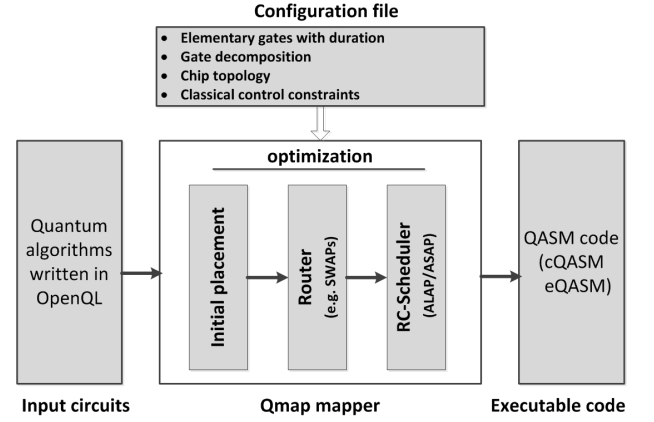 Configuration file
• Elementary gates with duration
• Gate decomposition
• Chip topology
• Classical control constraints
optimization
Quantum
algorithms
written in
OpenQL
Initial placement
Router
(e.g. SWAPs)
RC-Scheduler
(ALAP/ASAP)
QASM code
(cQASM
eQASM)
Input circuits
Qmap mapper
Executable code